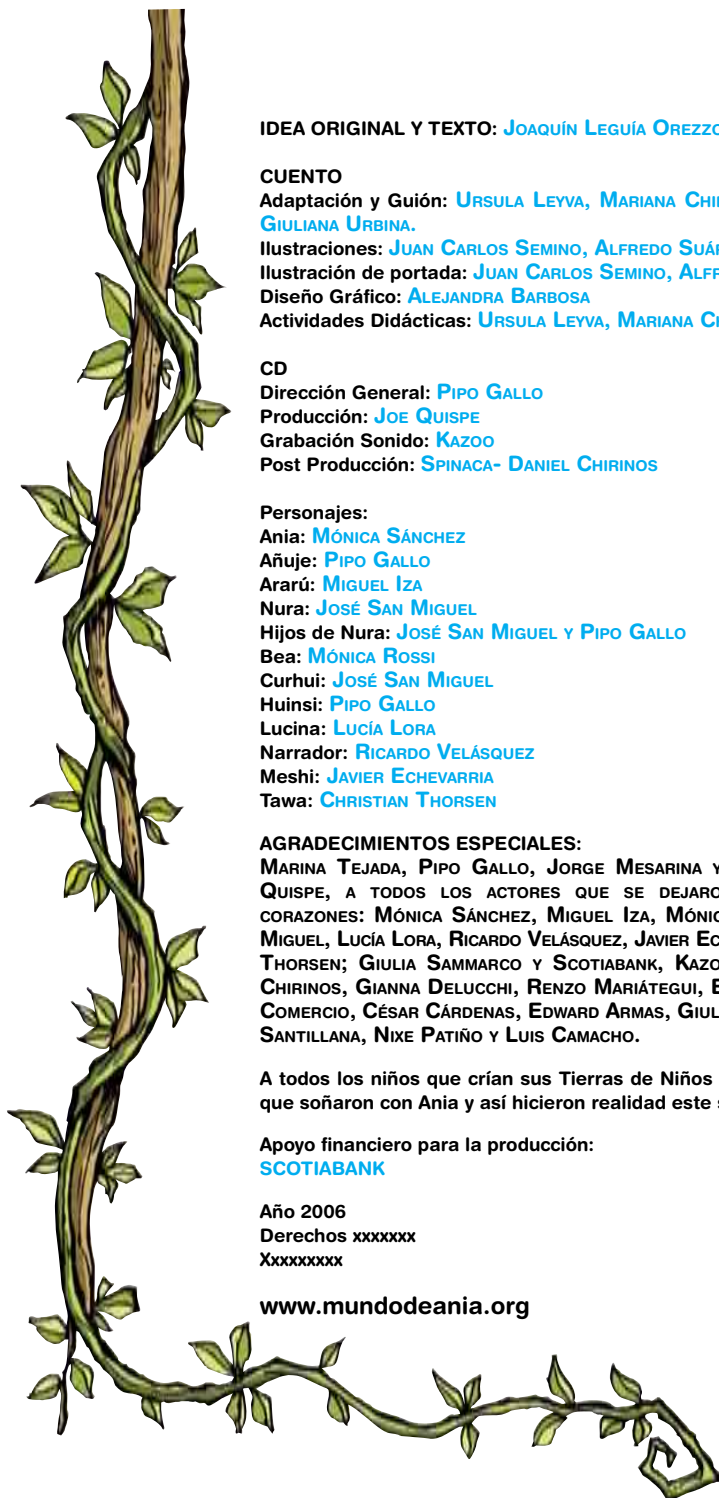 IDEA ORIGINAL Y TEXTO: Joaquín Leguía Orezzo
CUENTO
Adaptación y Guión: Ursula Leyva, Mariana
Giuliana Urbina.
Ilustraciones: Juan Carlos Semino, Alfredo
Ilustración de portada: Juan Carlos Semino,
Diseño Gráfico: Alejandra Barbosa
Actividades Didácticas: Ursula Leyva, Mariana
CD
Dirección General: Pipo Gallo
Producción: Joe Quispe
Grabación Sonido: Kazoo
Post Producción: Spinaca- Daniel Chirinos
Personajes:
Ania: Mónica Sánchez
Añuje: Pipo Gallo
Ararú: Miguel Iza
Nura: José San Miguel
Hijos de Nura: José San Miguel y Pipo Gallo
Bea: Mónica Rossi
Curhui: José San Miguel
Huinsi: Pipo Gallo
Lucina: Lucía Lora
Narrador: Ricardo Velásquez
Meshi: Javier Echevarria
Tawa: Christian Thorsen
AGRADECIMIENTOS ESPECIALES:
Marina Tejada, Pipo Gallo, Jorge Mesarina y
Quispe, a todos los actores que se
corazones: Mónica Sánchez, Miguel Iza,
Miguel, Lucía Lora, Ricardo Velásquez, Javier
Thorsen; Giulia Sammarco y Scotiabank,
Chirinos, Gianna Delucchi, Renzo Mariátegui,
Comercio, César Cárdenas, Edward Armas,
Santillana, Nixe Patiño y Luis Camacho.
A todos los niños que crían sus Tierras de Niños
que soñaron con Ania y así hicieron realidad este
Apoyo financiero para la producción:
SCOTIABANK
Año 2006
Derechos xxxxxxx
Xxxxxxxxx
www.mundodeania.org